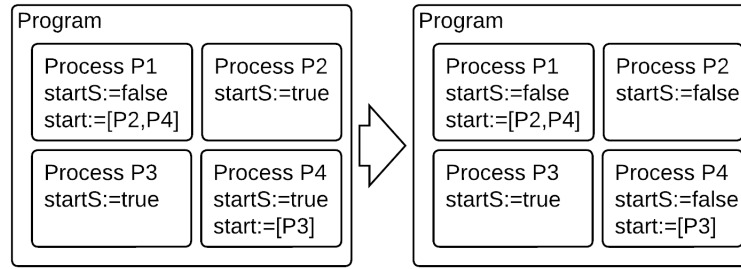 Program
Process P1
startS:=false
start:=[P2,P4]
Process P2
startS:=true
Process P3
startS:=true
Process P4
startS:=true
start:=[P3]
Program
Process P1
startS:=false
start:=[P2,P4]
Process P2
startS:=false
Process P3
startS:=true
Process P4
startS:=false
start:=[P3]